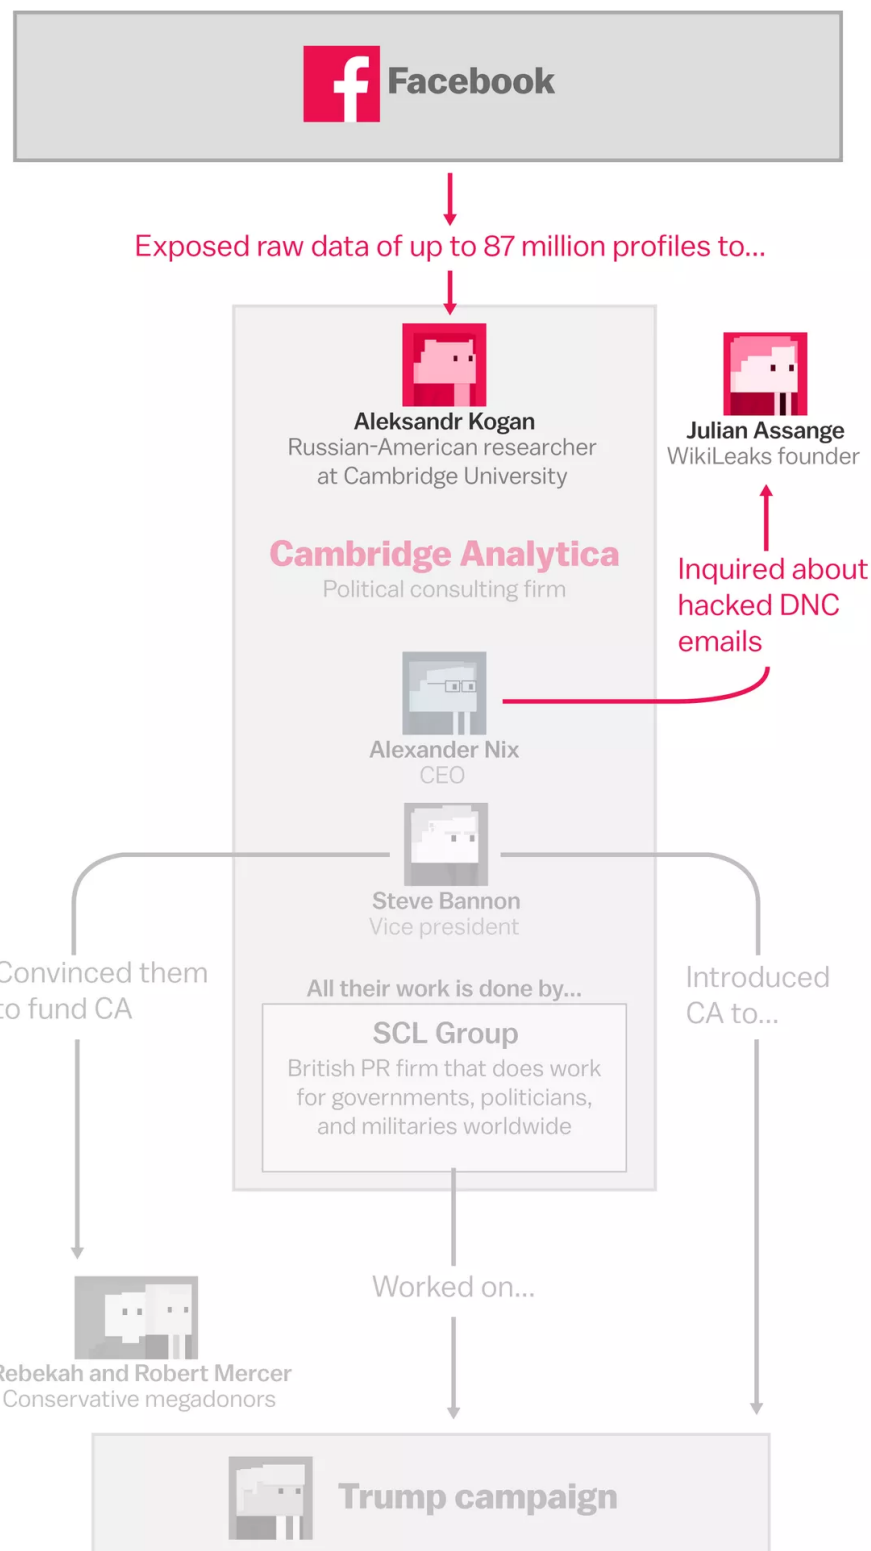 Facebook
Exposed raw data of up to 87 million profiles to...
Aleksandr Kogan
Russian-American researcher
at Cambridge University
Julian Assange
WikiLeaks founder
Cambridge Analytica
Political consulting firm
Inquired about
hacked DNC
emails
Alexander Nix
CEO
Steve Bannon
Vice president
Convinced them
to fund CA
Introduced
CA to...
All their work is done by...
SCL Group
British PR firm that does work
for governments, politicians,
and militaries worldwide
Worked on...
Rebekah and Robert Mercer
Conservative megadonors
Trump campaign